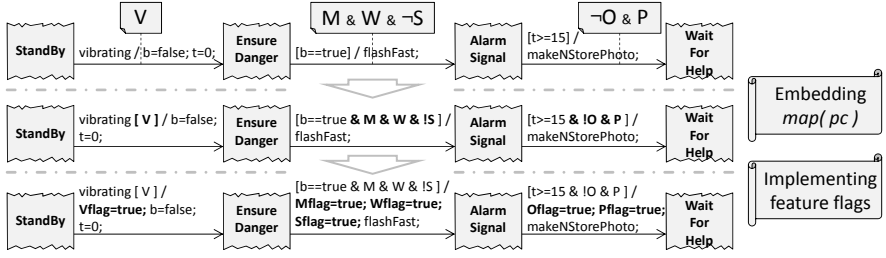 V
M & W & ¬S
¬O & P
StandBy
vibrating / b=false; t=0;
Ensure
Danger
[b==true] / flashFast;
Alarm
Signal
[t>=15] /
makeNStorePhoto;
Wait
For
Help
StandBy
vibrating [ V ] / b=false;
t=0;
Ensure
Danger
[b==true & M & W & !S ] /
flashFast;
Alarm
Signal
[t>=15 & !O & P ] /
makeNStorePhoto;
Wait
For
Help
Embedding
map( pc )
StandBy
vibrating [ V ] /
Vflag=true; b=false;
t=0;
Ensure
Danger
[b==true & M & W & !S ] /
Mflag=true; Wflag=true;
Sflag=true; flashFast;
Alarm
Signal
[t>=15 & !O & P ] /
Oflag=true; Pflag=true;
makeNStorePhoto;
Wait
For
Help
Implementing
feature flags